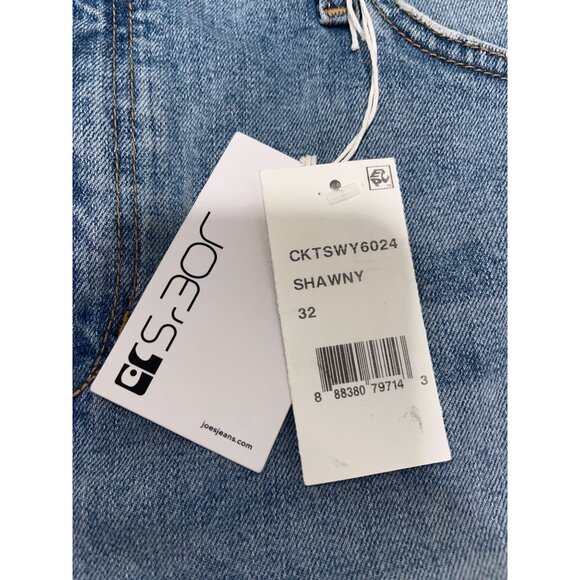 JOE'S
joesjeans.com
CKTSWY6024
SHAWNY
32
8 88380 79714 3